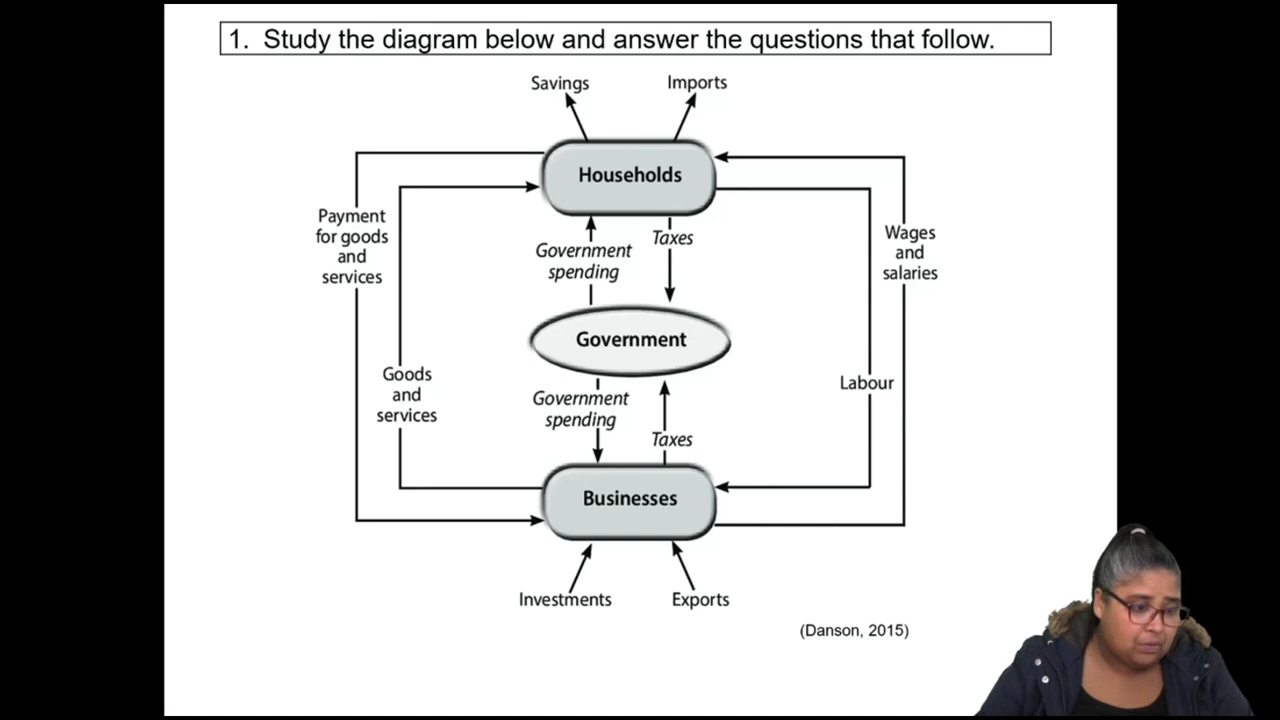 1. Study the diagram below and answer the questions that follow.
Savings
Imports
Households
Payment
for goods
and
services
Government
spending
Taxes
Wages
and
salaries
Government
Goods
and
services
Government
spending
Taxes
Labour
Businesses
Investments
Exports
(Danson, 2015)